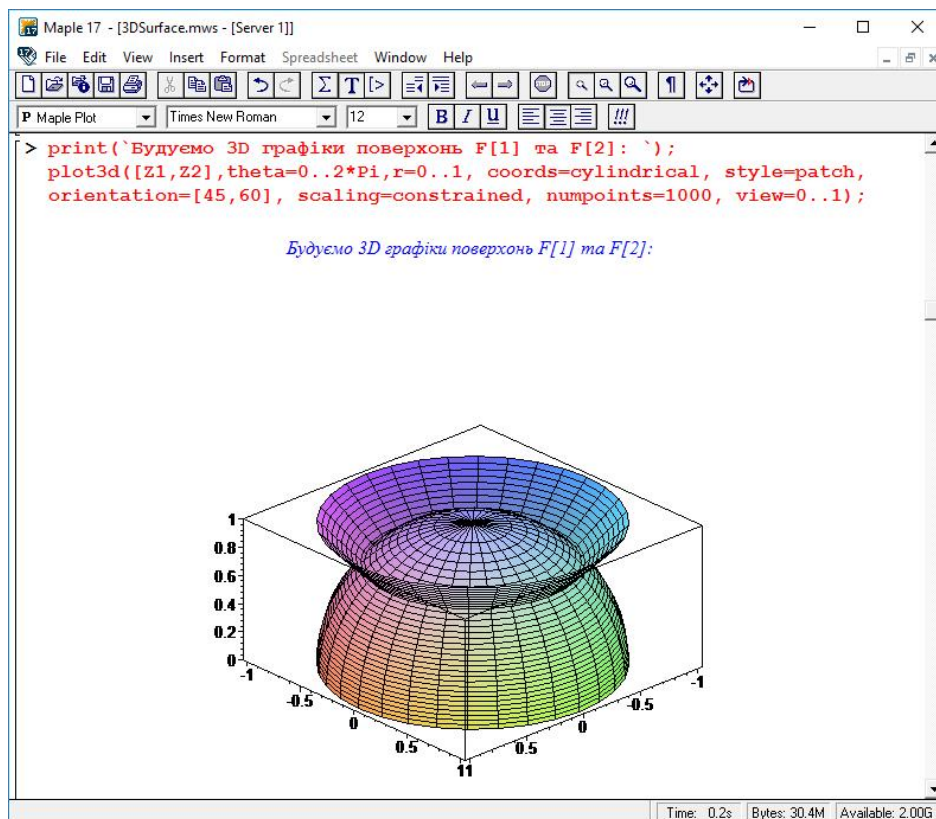 Maple 17 - [3DSurface.mws - [Server 1]]
File Edit View Insert Format Spreadsheet Window Help
P Maple Plot Times New Roman 12 B I U !!!
> print(`Будуємо 3D графіки поверхонь F[1] та F[2]: `);
plot3d([Z1,Z2],theta=0..2*Pi,r=0..1, coords=cylindrical, style=patch,
orientation=[45,60], scaling=constrained, numpoints=1000, view=0..1);
Будуємо 3D графіки поверхонь F[1] та F[2]:
1
0.8
0.6
0.4
0.2
0
-1
-0.5
0
0.5
11
0.5
0
-0.5
-1
Time: 0.2s Bytes: 30.4M Available: 2.00G